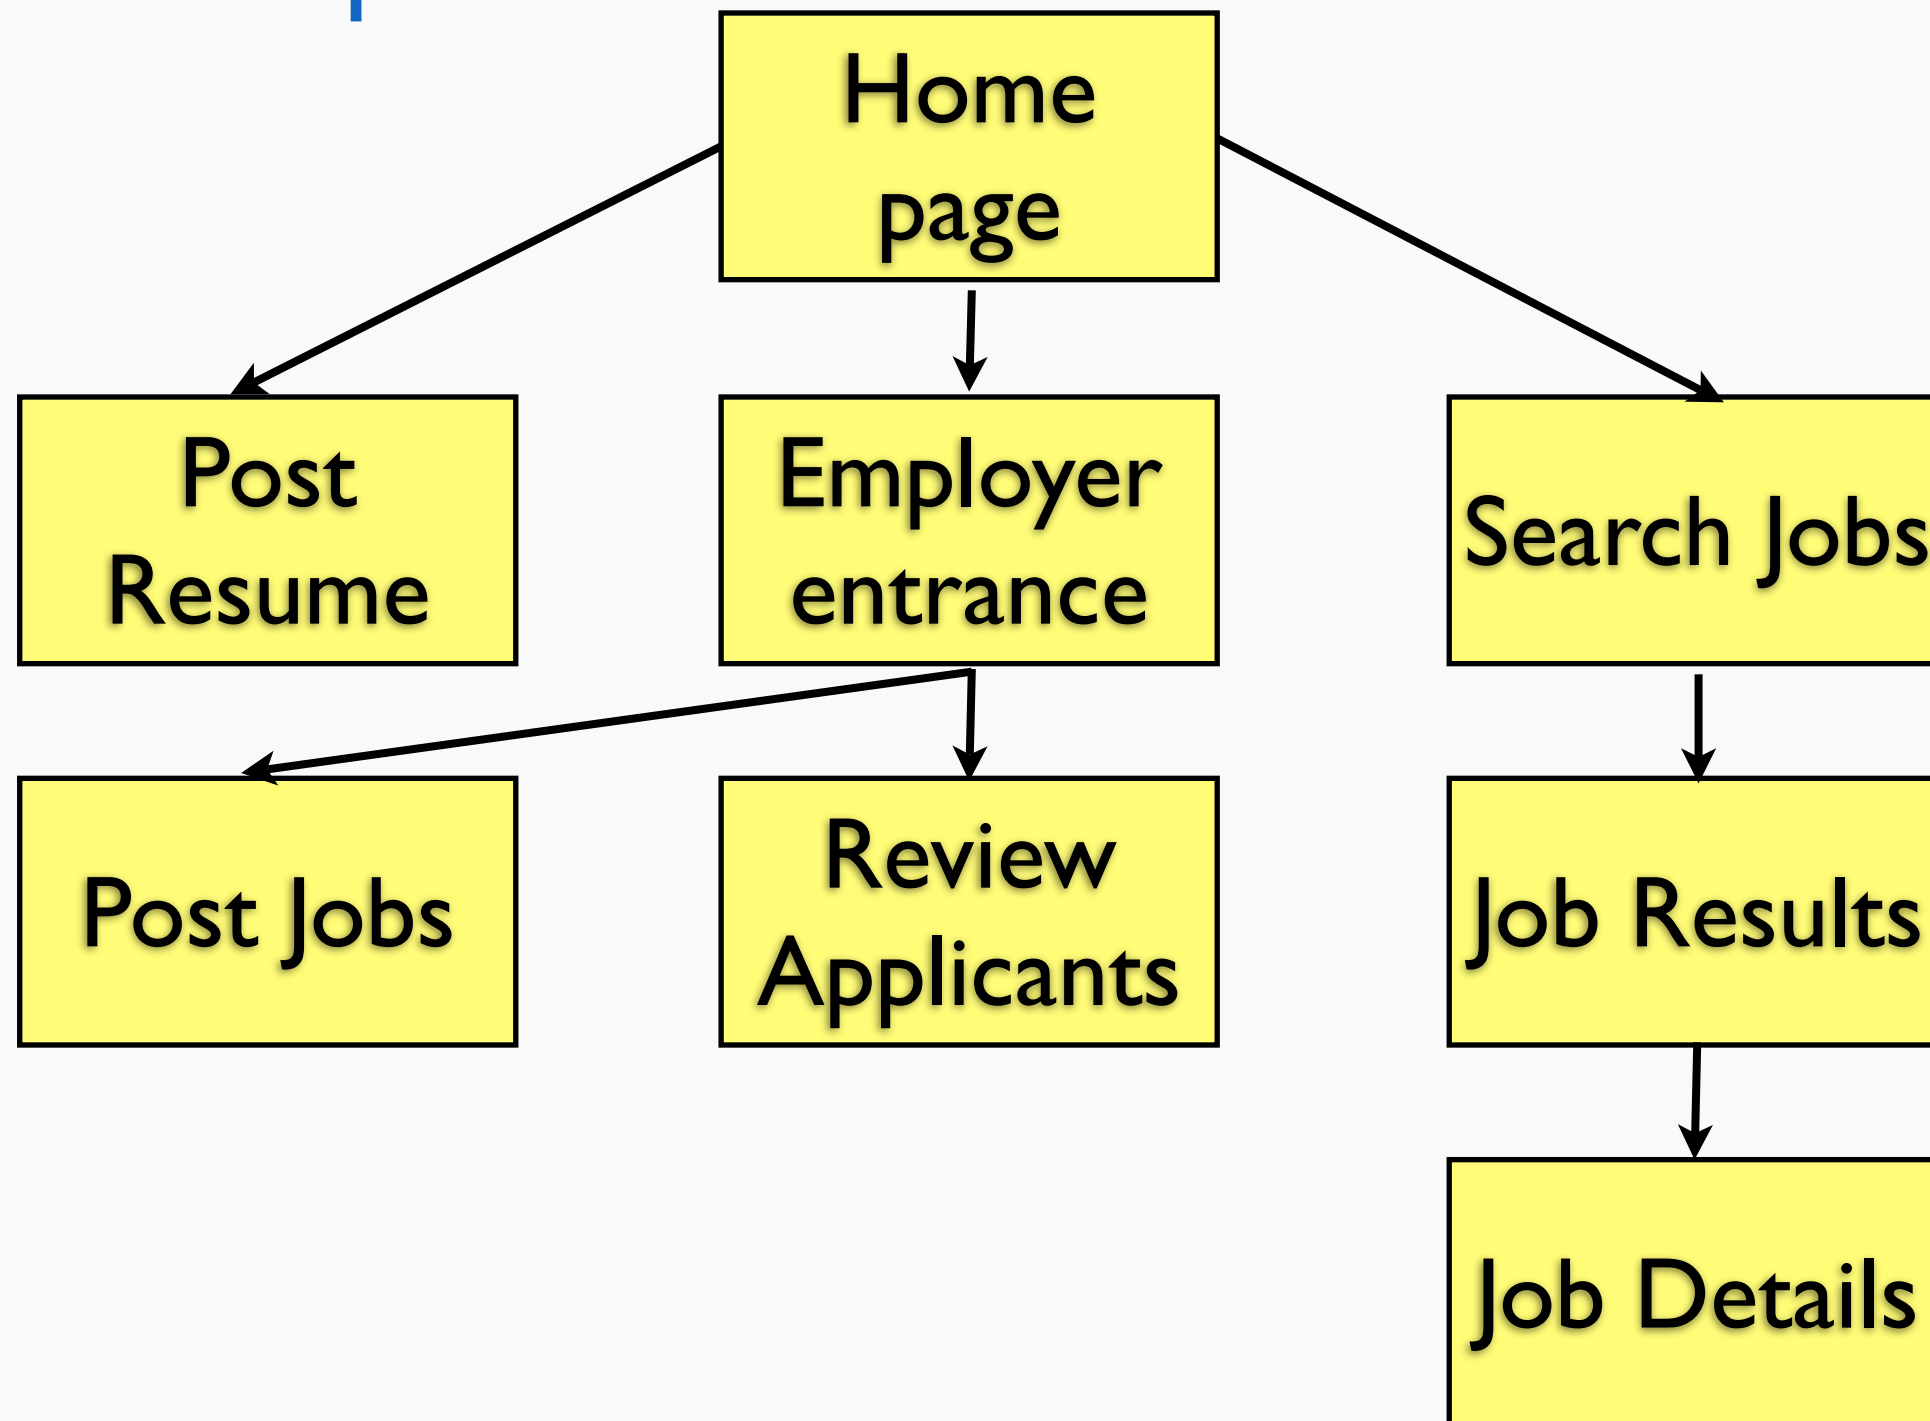 Home
page
Post
Resume
Employer
entrance
Search Jobs
Post Jobs
Review
Applicants
Job Results
Job Details